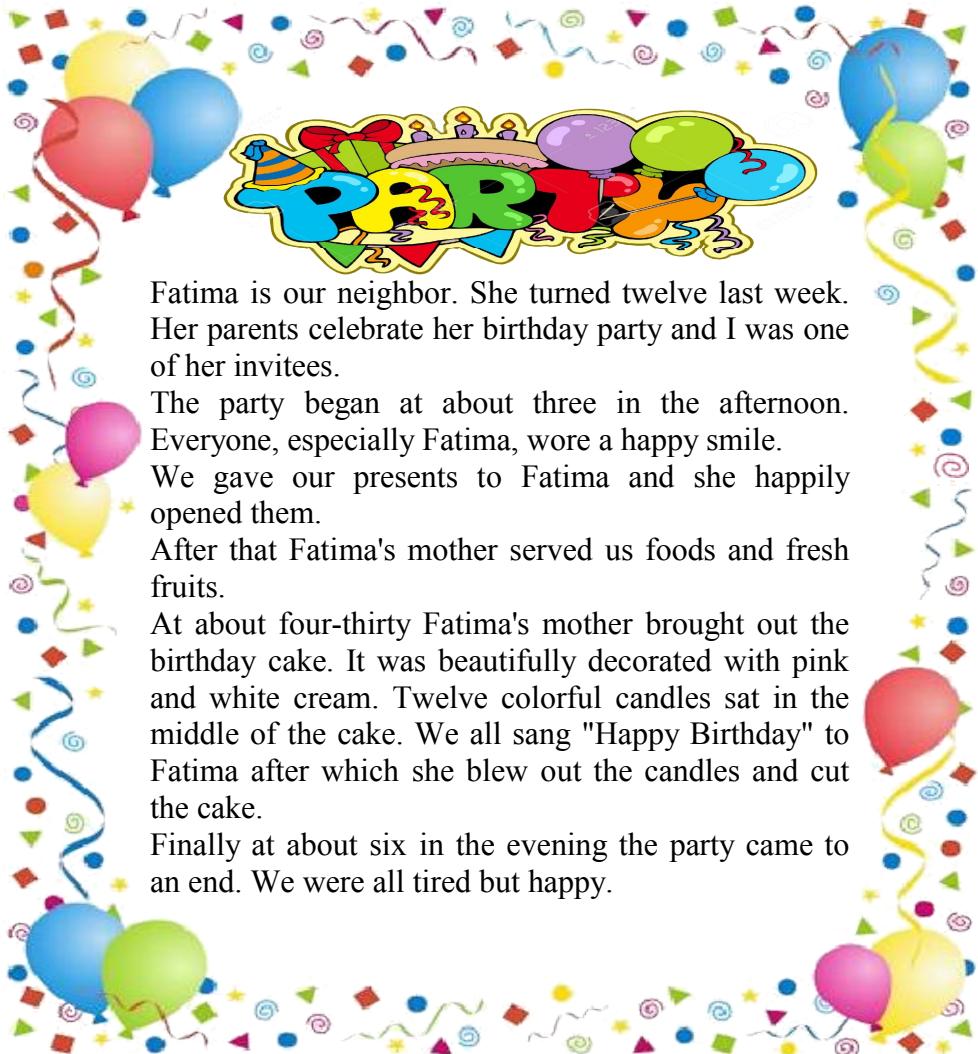 PARTY
Fatima is our neighbor. She turned twelve last week.
Her parents celebrate her birthday party and I was one
of her invitees.
The party began at about three in the afternoon.
Everyone, especially Fatima, wore a happy smile.
We gave our presents to Fatima and she happily
opened them.
After that Fatima's mother served us foods and fresh
fruits.
At about four-thirty Fatima's mother brought out the
birthday cake. It was beautifully decorated with pink
and white cream. Twelve colorful candles sat in the
middle of the cake. We all sang "Happy Birthday" to
Fatima after which she blew out the candles and cut
the cake.
Finally at about six in the evening the party came to
an end. We were all tired but happy.